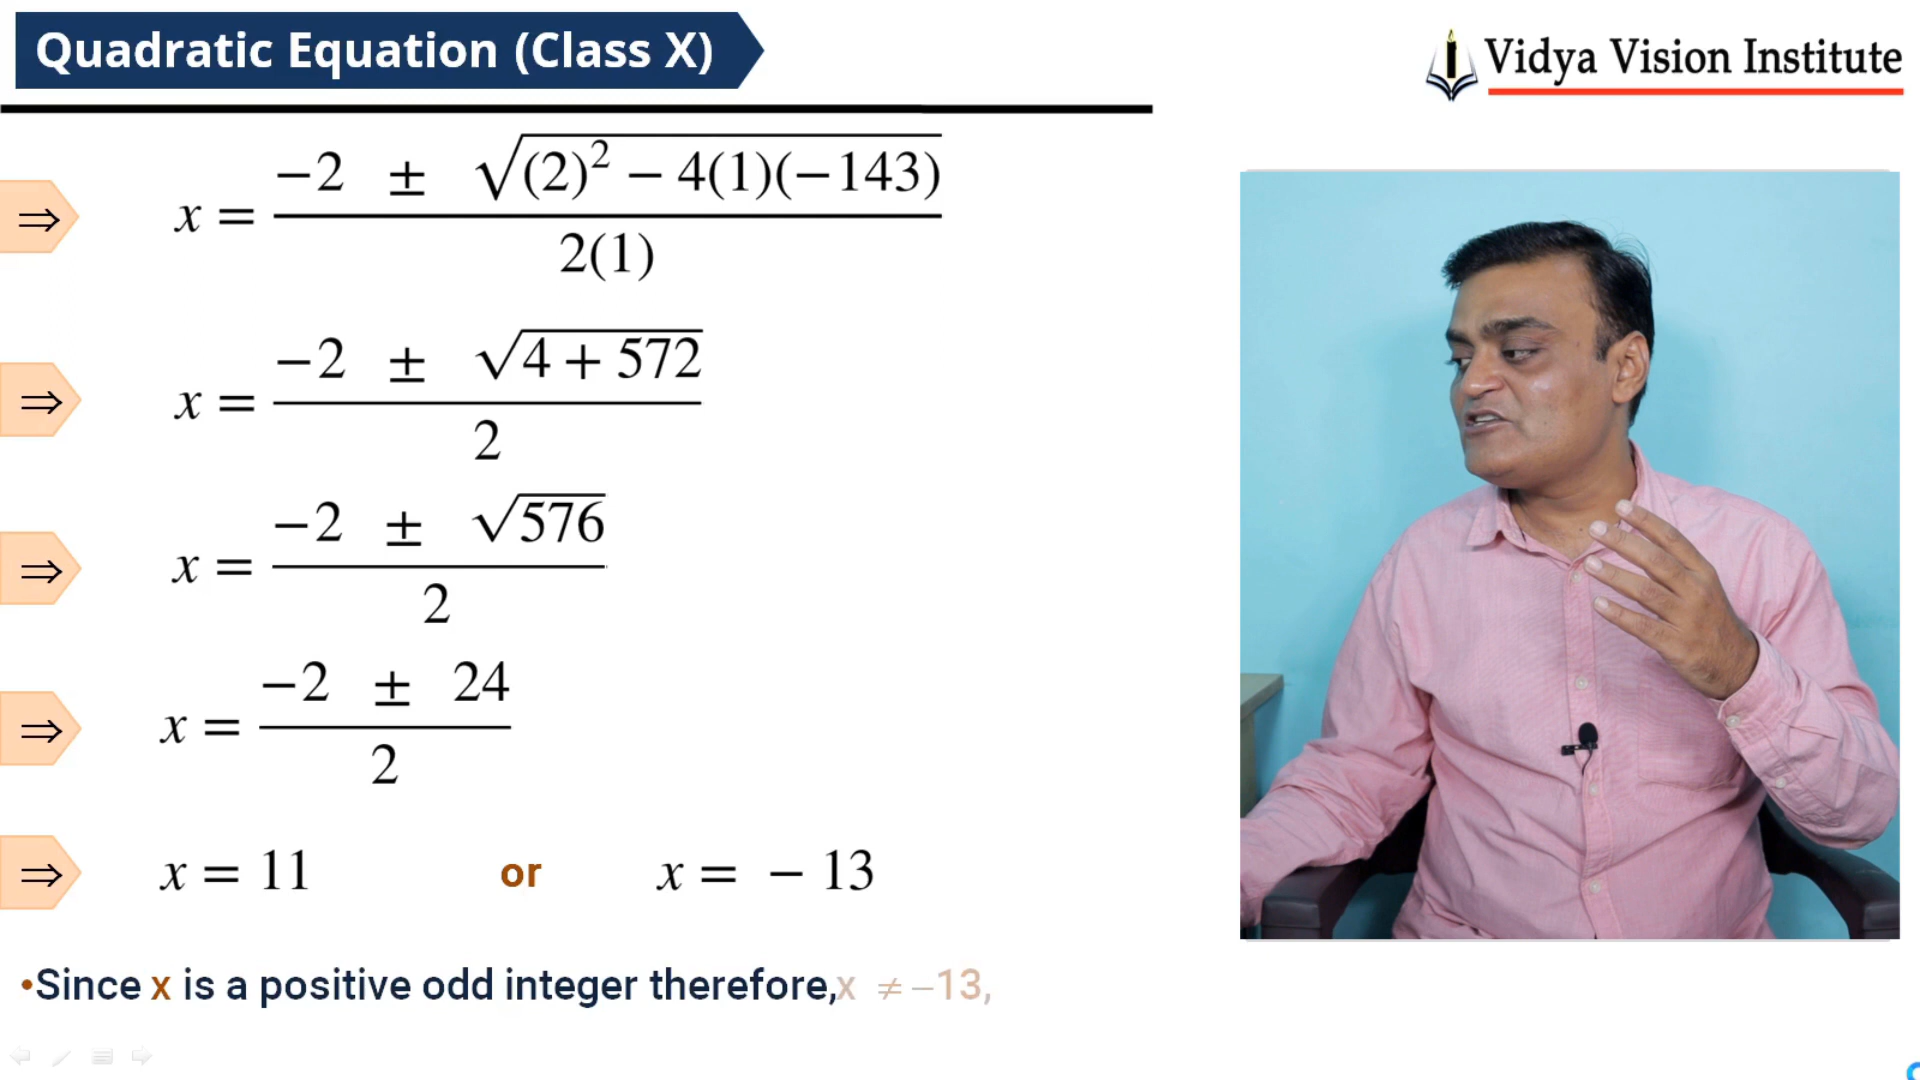 Quadratic Equation (Class X)
Vidya Vision Institute
⇒ x = (−2 ± √((2)² − 4(1)(−143))) / 2(1)
⇒ x = (−2 ± √(4 + 572)) / 2
⇒ x = (−2 ± √576) / 2
⇒ x = (−2 ± 24) / 2
⇒ x = 11 or x = − 13
•Since x is a positive odd integer therefore,x ≠ −13,